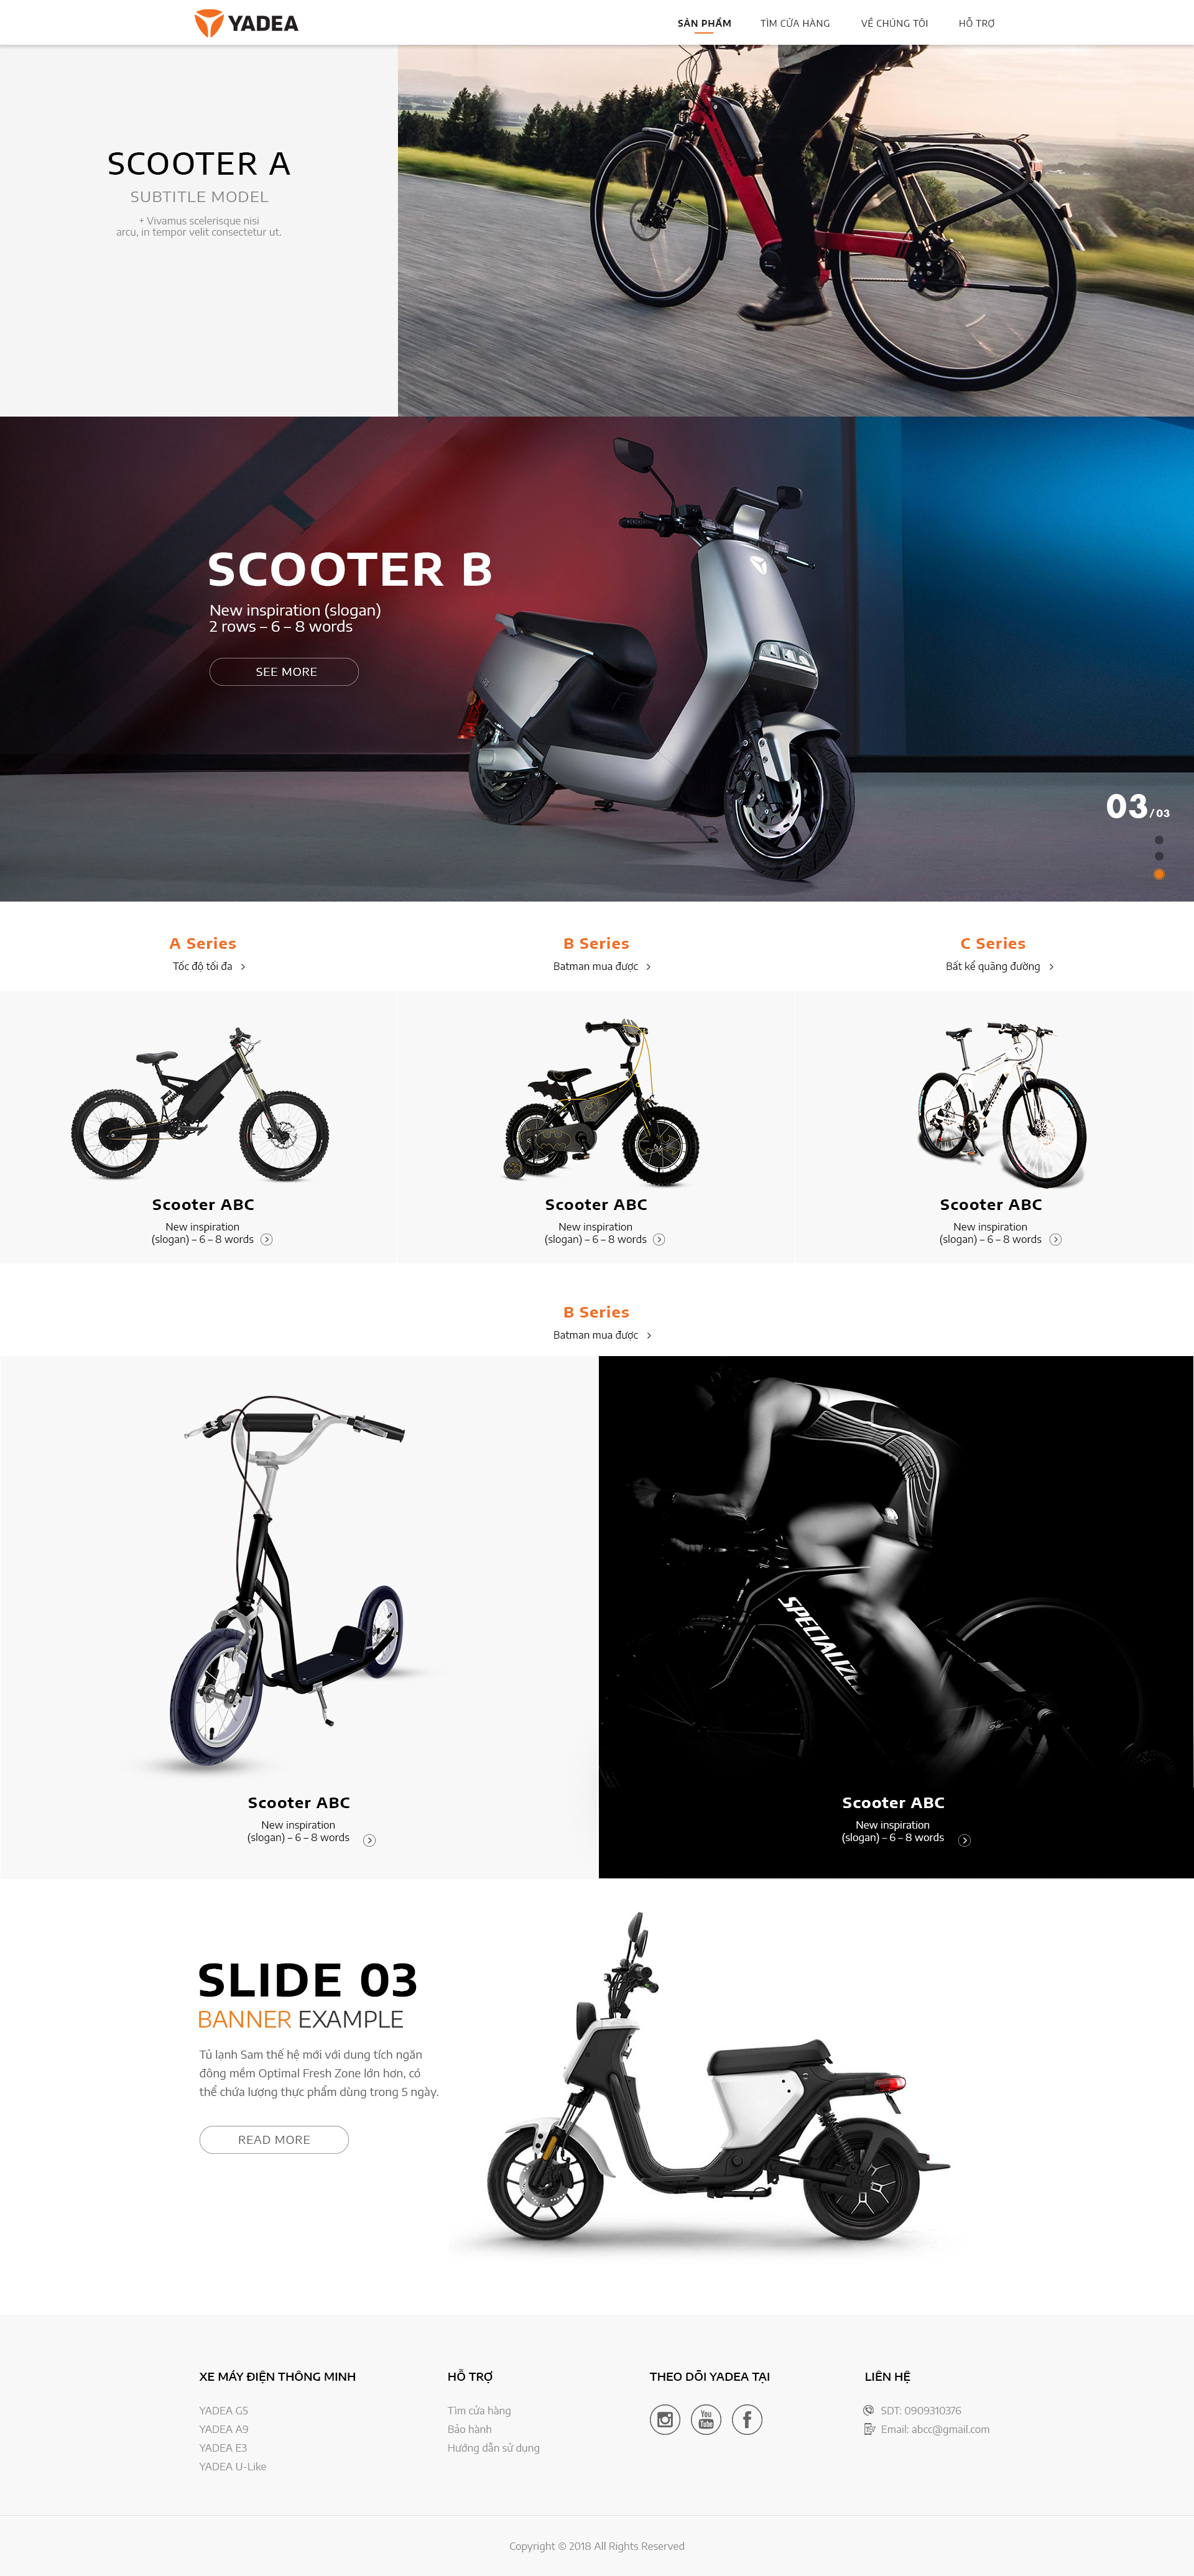 YADEA
SẢN PHẨM
TÌM CỬA HÀNG
VỀ CHÚNG TÔI
HỖ TRỢ
SCOOTER A
SUBTITLE MODEL
+ Vivamus scelerisque nisi
arcu, in tempor velit consectetur ut.
SCOOTER B
New inspiration (slogan)
2 rows – 6 – 8 words
SEE MORE
03/03
A Series
Tốc độ tối đa
B Series
Batman mua được
C Series
Bất kể quãng đường
Scooter ABC
New inspiration
(slogan) – 6 – 8 words
Scooter ABC
New inspiration
(slogan) – 6 – 8 words
Scooter ABC
New inspiration
(slogan) – 6 – 8 words
B Series
Batman mua được
SPECIALIZE
Scooter ABC
New inspiration
(slogan) – 6 – 8 words
Scooter ABC
New inspiration
(slogan) – 6 – 8 words
SLIDE 03
BANNER EXAMPLE
Tủ lạnh Sam thế hệ mới với dung tích ngăn
đông mềm Optimal Fresh Zone lớn hơn, có
thể chứa lượng thực phẩm dùng trong 5 ngày.
READ MORE
XE MÁY ĐIỆN THÔNG MINH
YADEA G5
YADEA A9
YADEA E3
YADEA U-Like
HỖ TRỢ
Tìm cửa hàng
Bảo hành
Hướng dẫn sử dụng
THEO DÕI YADEA TẠI
You
Tube
LIÊN HỆ
SDT: 0909310376
Email: abcc@gmail.com
Copyright © 2018 All Rights Reserved